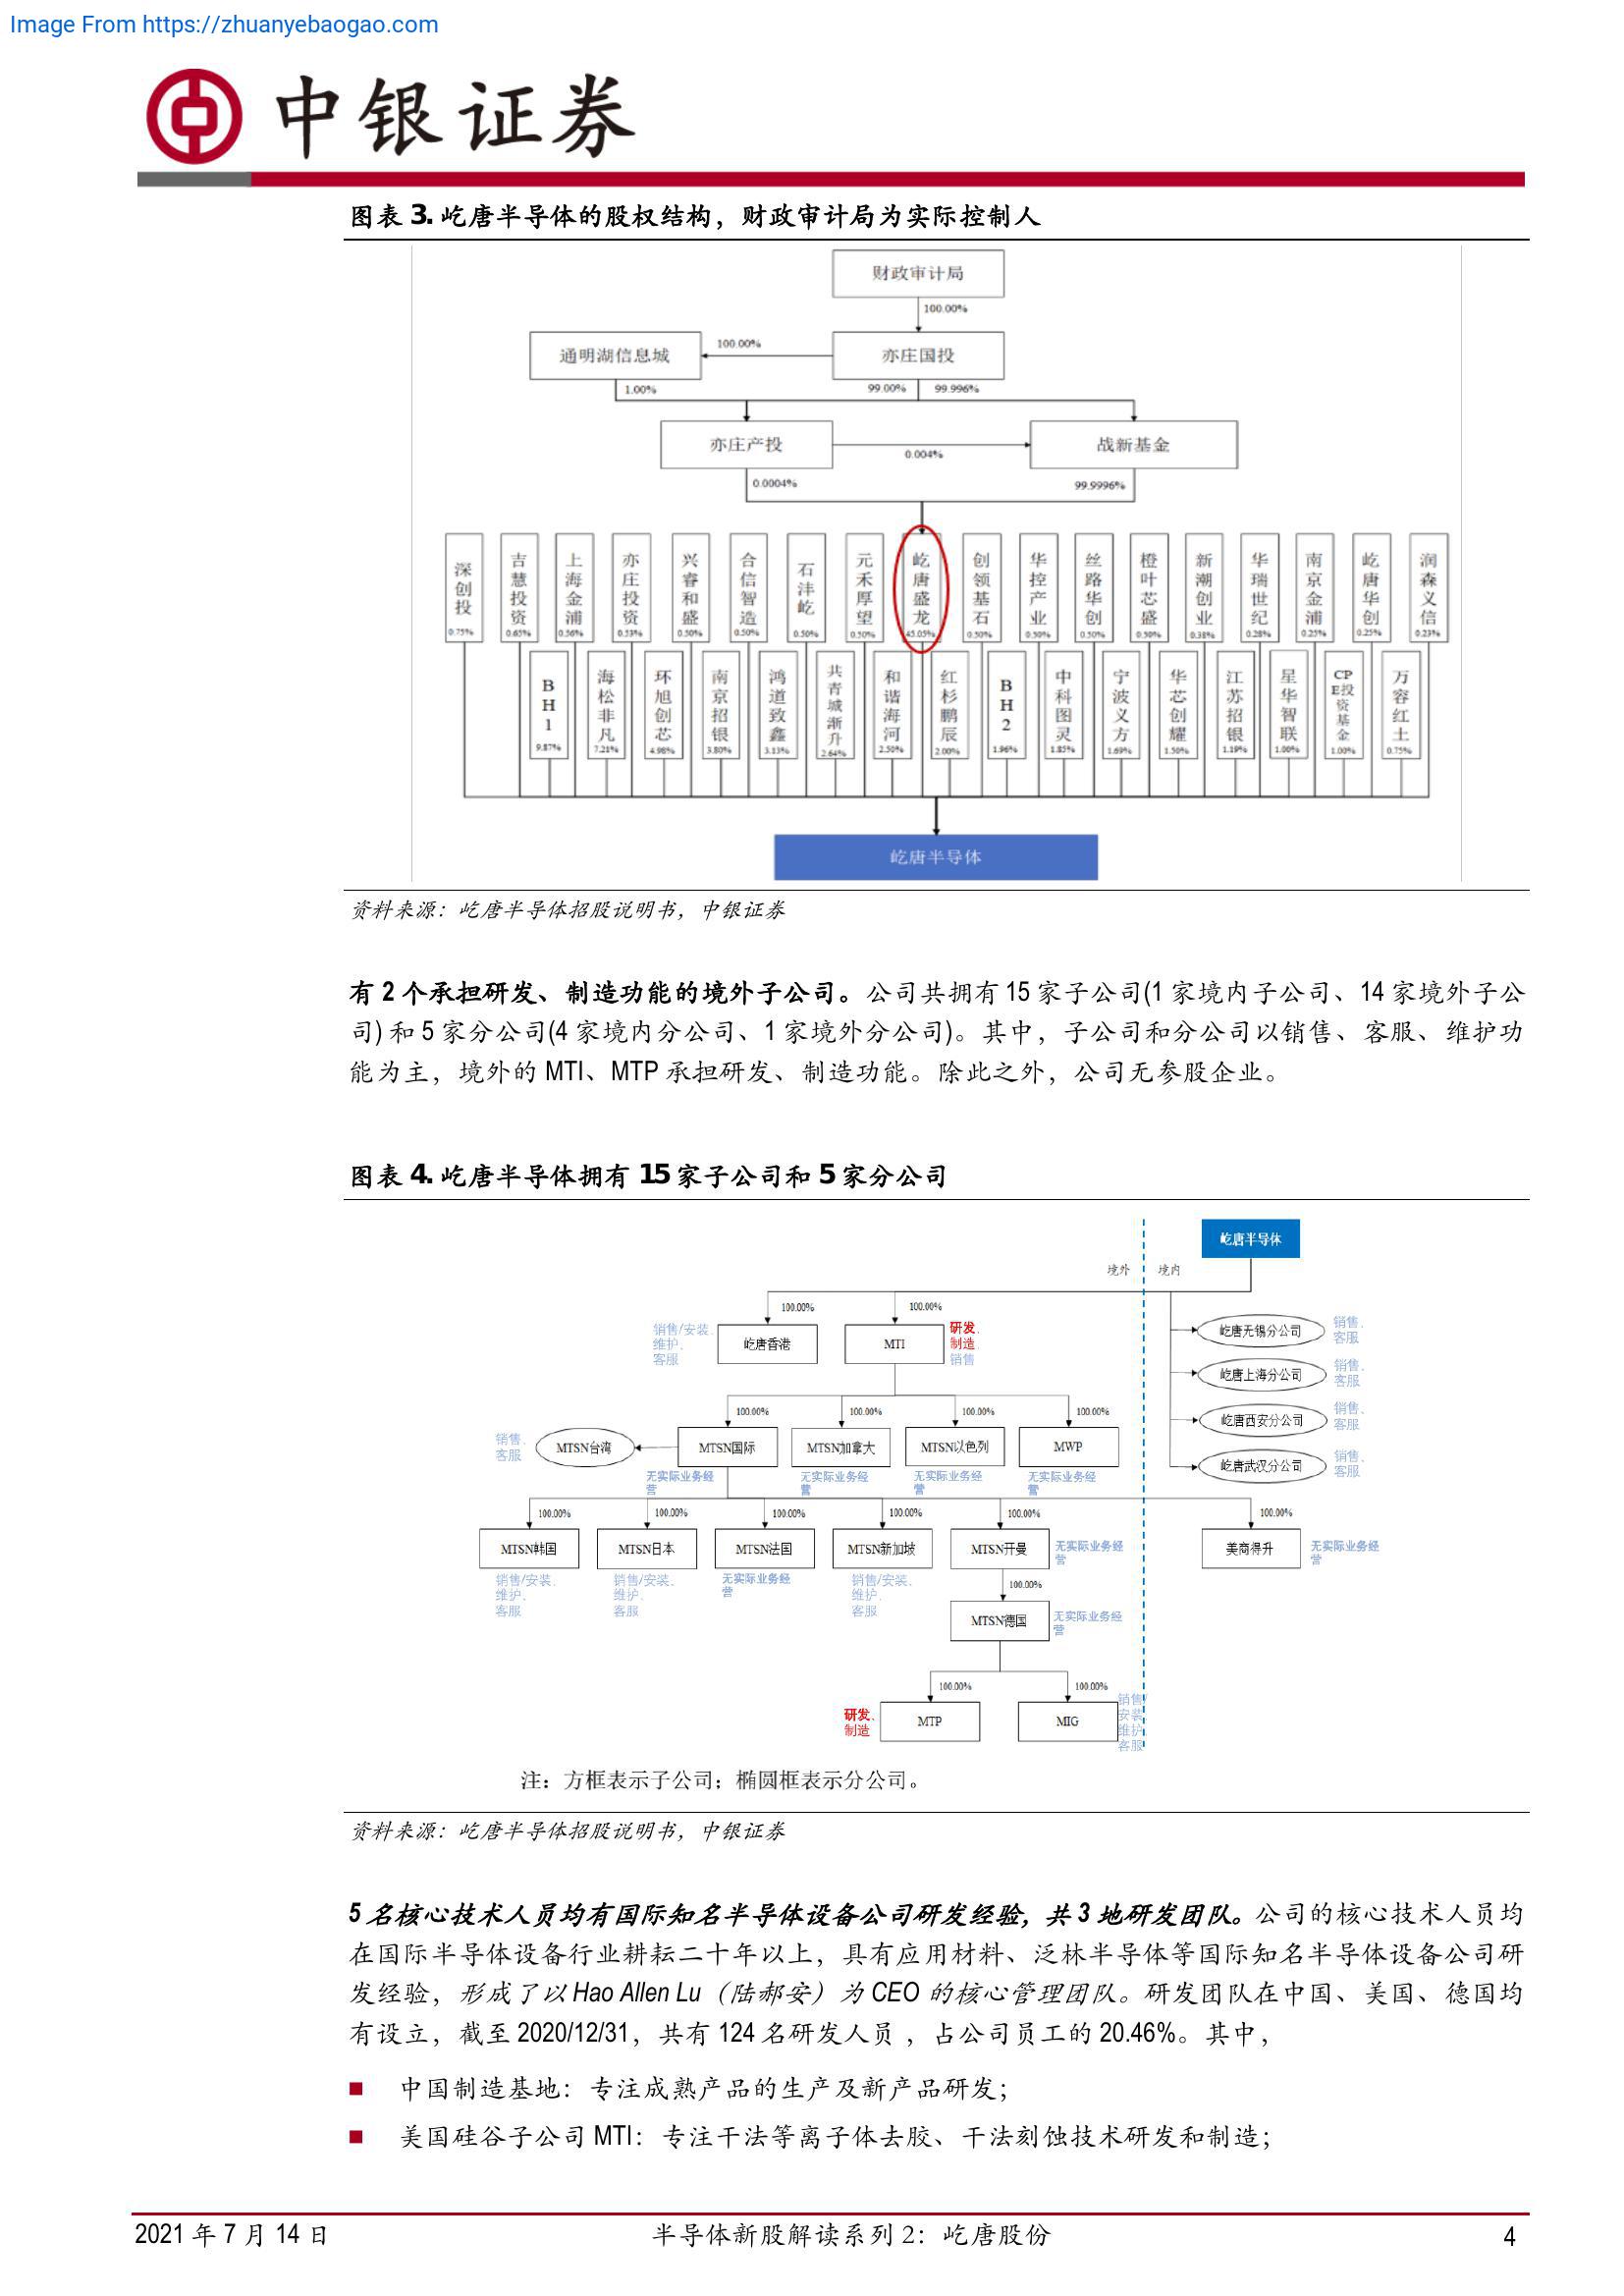 Image From https://zhuanyebaogao.com
中银证券
图表 3. 屹唐半导体的股权结构，财政审计局为实际控制人
财政审计局
100.00%
通明湖信息城
100.00%
亦庄国投
1.00%
99.00%
99.996%
亦庄产投
0.004%
战新基金
0.0004%
99.9996%
深创投
0.75%
吉慧投资
0.65%
上海金浦
0.56%
亦庄投资
0.53%
兴睿和盛
0.50%
合信智造
0.50%
石沣屹
0.50%
元禾厚望
0.50%
屹唐盛龙
45.05%
创领基石
0.50%
华控产业
0.50%
丝路华创
0.50%
橙叶芯盛
0.50%
新潮创业
0.38%
华瑞世纪
0.28%
南京金浦
0.25%
屹唐华创
0.25%
润森义信
0.23%
BH1
9.87%
海松非凡
7.21%
环旭创芯
4.98%
南京招银
3.80%
鸿道致鑫
3.13%
共青城渐升
2.64%
和谐海河
2.50%
红杉鹏辰
2.00%
BH2
1.96%
中科图灵
1.85%
宁波义方
1.69%
华芯创耀
1.50%
江苏招银
1.19%
星华智联
1.00%
CPE投资基金
1.00%
万容红土
0.75%
屹唐半导体
资料来源：屹唐半导体招股说明书，中银证券
有 2 个承担研发、制造功能的境外子公司。公司共拥有 15 家子公司(1 家境内子公司、14 家境外子公
司) 和 5 家分公司(4 家境内分公司、1 家境外分公司)。其中，子公司和分公司以销售、客服、维护功
能为主，境外的 MTI、MTP 承担研发、制造功能。除此之外，公司无参股企业。
图表 4. 屹唐半导体拥有 15 家子公司和 5 家分公司
屹唐半导体
境外
境内
100.00%
100.00%
销售/安装、
维护、
客服
屹唐香港
MTI
研发、
制造、
销售
屹唐无锡分公司
销售、
客服
屹唐上海分公司
销售、
客服
屹唐西安分公司
销售、
客服
屹唐武汉分公司
销售、
客服
100.00%
100.00%
100.00%
100.00%
销售、
客服
MTSN台湾
MTSN国际
MTSN加拿大
MTSN以色列
MWP
无实际业务经
营
无实际业务经
营
无实际业务经
营
无实际业务经
营
100.00%
100.00%
100.00%
100.00%
100.00%
100.00%
MTSN韩国
MTSN日本
MTSN法国
MTSN新加坡
MTSN开曼
无实际业务经
营
美商得升
无实际业务经
营
销售/安装、
维护、
客服
销售/安装、
维护、
客服
无实际业务经
营
销售/安装、
维护、
客服
100.00%
MTSN德国
无实际业务经
营
100.00%
100.00%
研发、
制造
MTP
MIG
销售/
安装、
维护、
客服
注：方框表示子公司；椭圆框表示分公司。
资料来源：屹唐半导体招股说明书，中银证券
5 名核心技术人员均有国际知名半导体设备公司研发经验，共 3 地研发团队。公司的核心技术人员均
在国际半导体设备行业耕耘二十年以上，具有应用材料、泛林半导体等国际知名半导体设备公司研
发经验，形成了以 Hao Allen Lu（陆郝安）为 CEO 的核心管理团队。研发团队在中国、美国、德国均
有设立，截至 2020/12/31，共有 124 名研发人员 ，占公司员工的 20.46%。其中，
■ 中国制造基地：专注成熟产品的生产及新产品研发；
■ 美国硅谷子公司 MTI：专注干法等离子体去胶、干法刻蚀技术研发和制造；
2021 年 7 月 14 日
半导体新股解读系列 2：屹唐股份
4